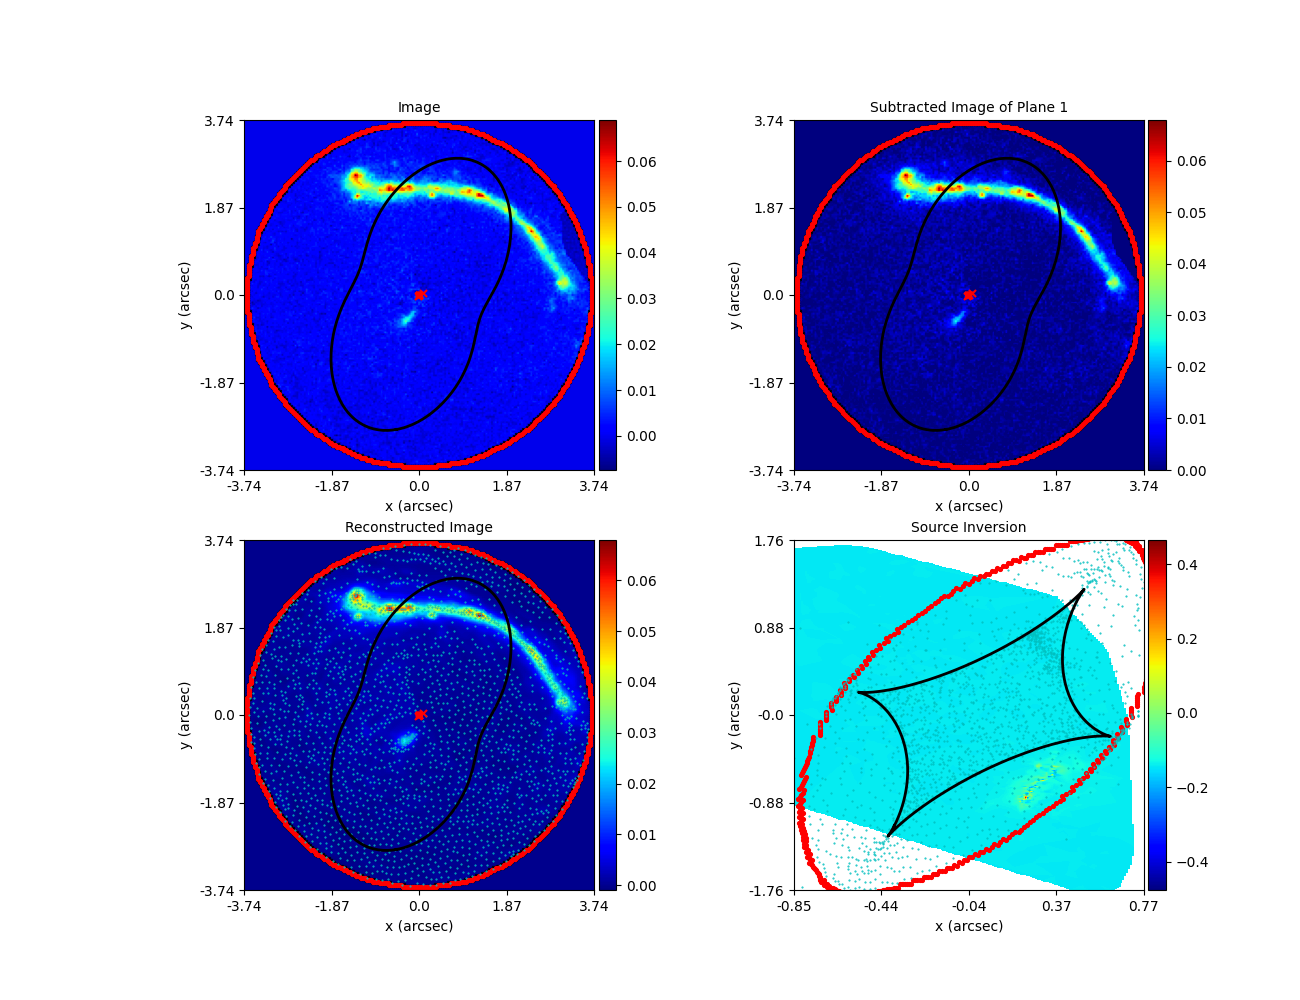 Image
3.74
1.87
0.0
-1.87
-3.74
y (arcsec)
-3.74 -1.87 0.0 1.87 3.74
x (arcsec)
0.06
0.05
0.04
0.03
0.02
0.01
0.00
Subtracted Image of Plane 1
3.74
1.87
0.0
-1.87
-3.74
y (arcsec)
-3.74 -1.87 0.0 1.87 3.74
x (arcsec)
0.06
0.05
0.04
0.03
0.02
0.01
0.00
Reconstructed Image
3.74
1.87
0.0
-1.87
-3.74
y (arcsec)
-3.74 -1.87 0.0 1.87 3.74
x (arcsec)
0.06
0.05
0.04
0.03
0.02
0.01
0.00
Source Inversion
1.76
0.88
-0.0
-0.88
-1.76
y (arcsec)
-0.85 -0.44 -0.04 0.37 0.77
x (arcsec)
0.4
0.2
0.0
−0.2
−0.4